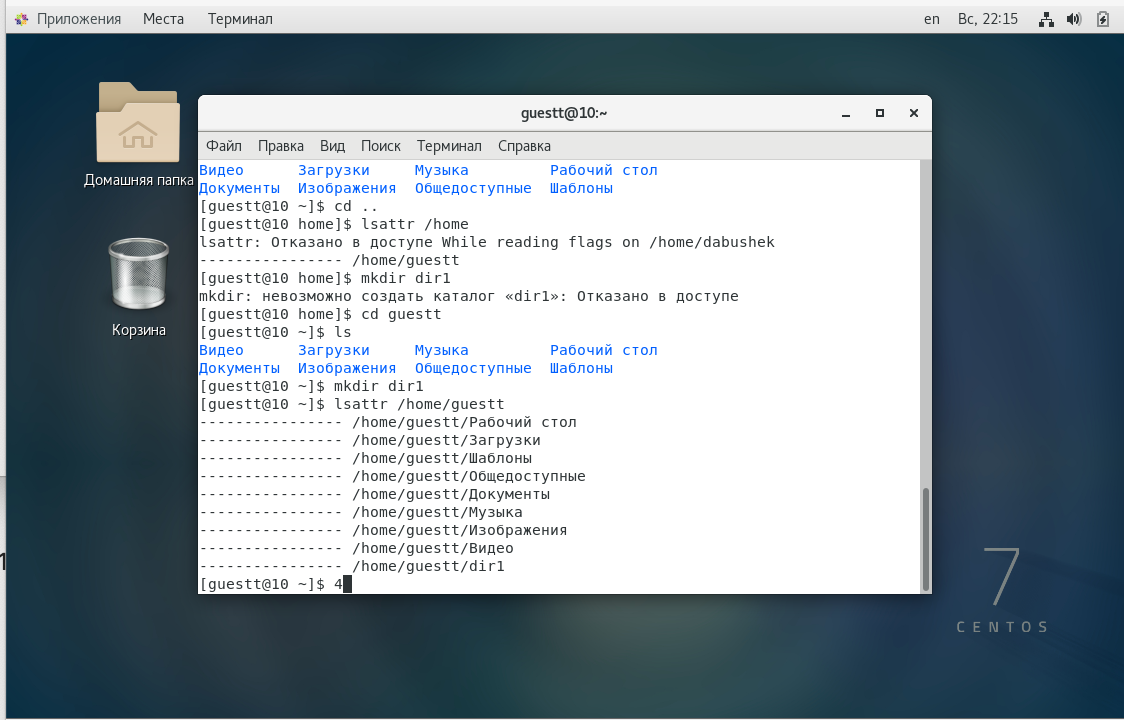 Приложения Места Терминал en Вс, 22:15
guestt@10:~
Файл Правка Вид Поиск Терминал Справка
Видео Загрузки Музыка Рабочий стол
Документы Изображения Общедоступные Шаблоны
[guestt@10 ~]$ cd ..
[guestt@10 home]$ lsattr /home
lsattr: Отказано в доступе While reading flags on /home/dabushek
---------------- /home/guestt
[guestt@10 home]$ mkdir dir1
mkdir: невозможно создать каталог «dir1»: Отказано в доступе
[guestt@10 home]$ cd guestt
[guestt@10 ~]$ ls
Видео Загрузки Музыка Рабочий стол
Документы Изображения Общедоступные Шаблоны
[guestt@10 ~]$ mkdir dir1
[guestt@10 ~]$ lsattr /home/guestt
---------------- /home/guestt/Рабочий стол
---------------- /home/guestt/Загрузки
---------------- /home/guestt/Шаблоны
---------------- /home/guestt/Общедоступные
---------------- /home/guestt/Документы
---------------- /home/guestt/Музыка
---------------- /home/guestt/Изображения
---------------- /home/guestt/Видео
---------------- /home/guestt/dir1
[guestt@10 ~]$ 4
Домашняя папка
Корзина
7
CENTOS